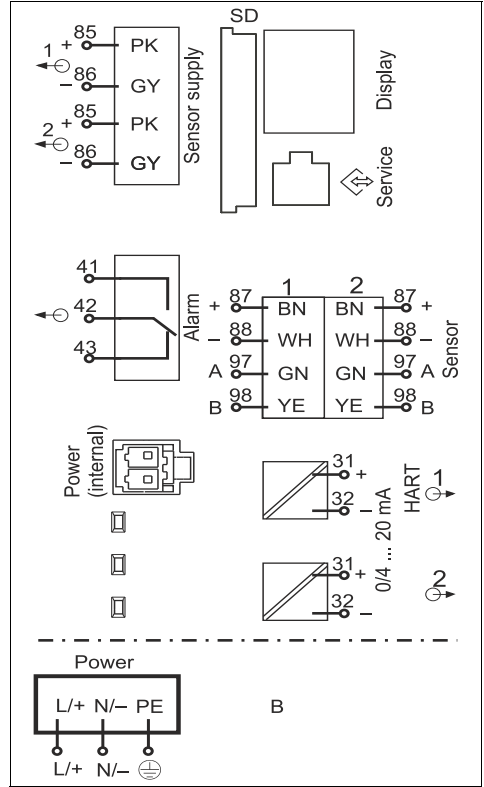 SD
1 + 85 PK
– 86 GY
2 + 85 PK
– 86 GY
Sensor supply
Display
Service
41
42
43
Alarm
1 2
+ 87 BN BN 87 +
– 88 WH WH 88 –
A 97 GN GN 97 A
B 98 YE YE 98 B
Sensor
Power
(internal)
31 +
32 –
31 +
32 –
0/4 ... 20 mA
HART
1
2
Power
L/+ N/– PE
L/+ N/–
B